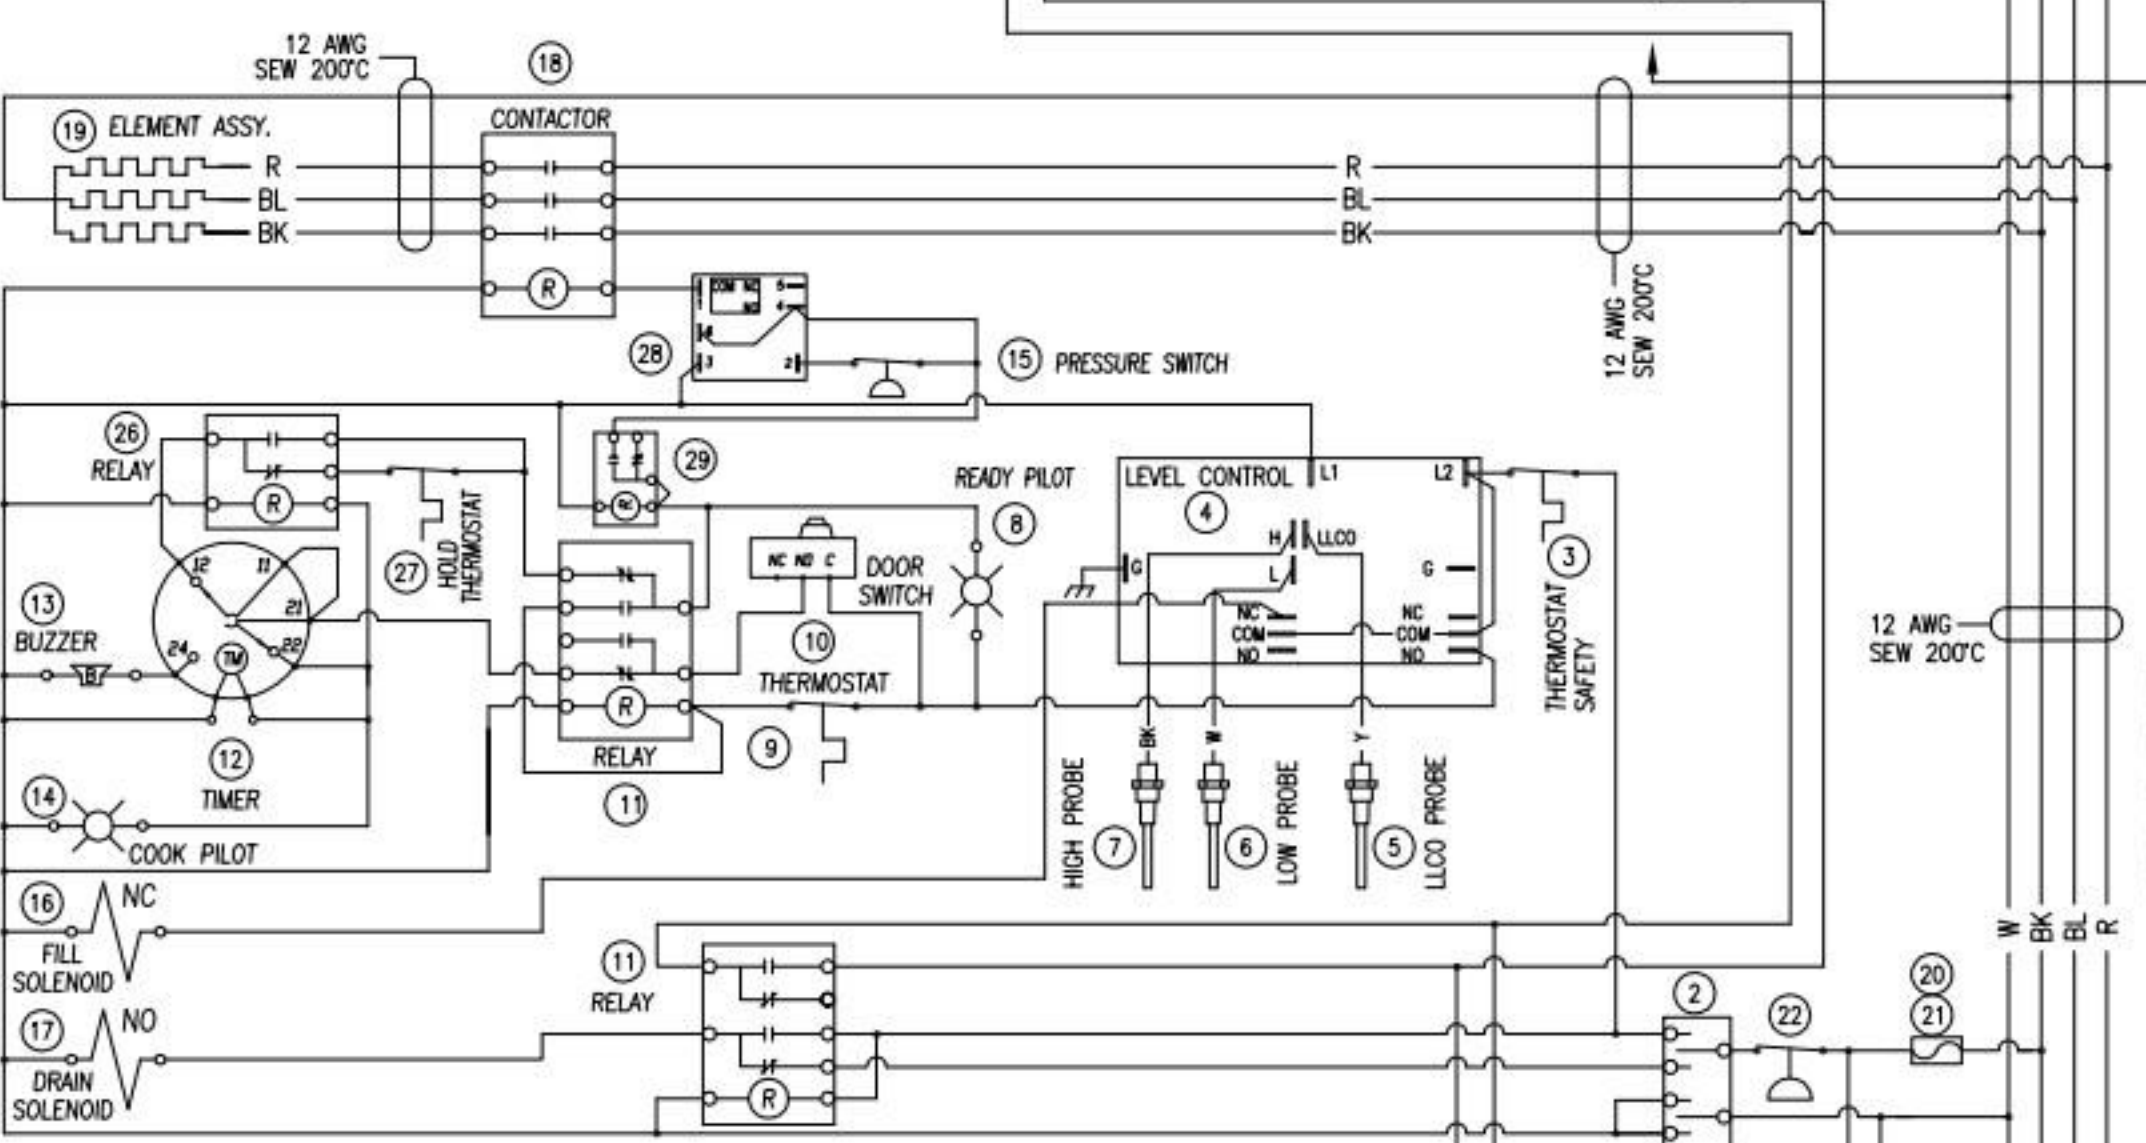 12 AWG
SEW 200°C
18
CONTACTOR
19 ELEMENT ASSY.
R
BL
BK
R
BL
BK
12 AWG
SEW 200°C
R
COM NC
NO
5
4
3
2
28
15 PRESSURE SWITCH
26
RELAY
R
27
HOLD
THERMOSTAT
29
READY PILOT
8
LEVEL CONTROL
4
L1
L2
H
LLCO
L
G
G
NC
COM
NO
NC
COM
NO
3
THERMOSTAT
SAFETY
NC NO C
DOOR
SWITCH
10
13
BUZZER
B
12
11
21
22
24
TM
12
TIMER
THERMOSTAT
9
R
RELAY
11
14
COOK PILOT
BK
W
Y
HIGH PROBE
7
6
LOW PROBE
5
LLCO PROBE
12 AWG
SEW 200°C
W
BK
BL
R
16
NC
FILL
SOLENOID
17
NO
DRAIN
SOLENOID
11
RELAY
R
2
22
20
21